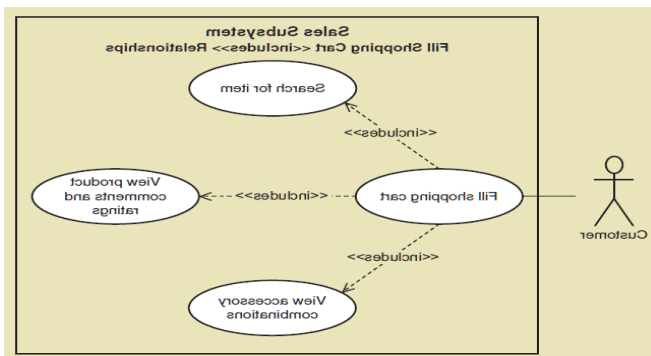 Sales Subsystem
Fill Shopping Cart <<includes>> Relationships
Search for item
<<includes>>
View product
comments and
ratings
<<includes>>
Fill shopping cart
Customer
<<includes>>
View accessory
combinations